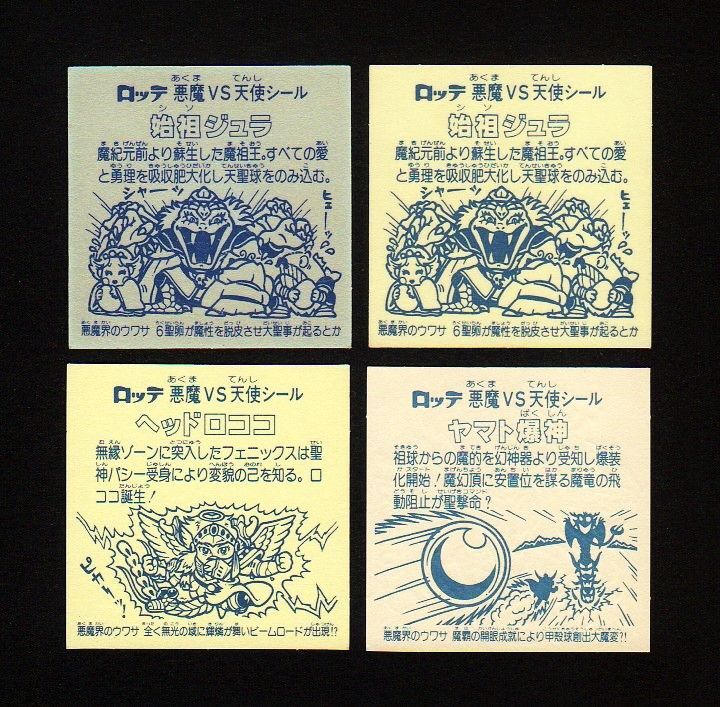 ロッテ 悪魔VS天使シール
始祖ジュラ
魔紀元前より蘇生した魔祖王。すべての愛
と勇理を吸収肥大化し天聖球をのみ込む。
シャーッ
ヒェーッ
悪魔界のウワサ 6聖卵が魔性を脱皮させ大聖事が起るとか
ロッテ 悪魔VS天使シール
始祖ジュラ
魔紀元前より蘇生した魔祖王。すべての愛
と勇理を吸収肥大化し天聖球をのみ込む。
シャーッ
ヒェーッ
悪魔界のウワサ 6聖卵が魔性を脱皮させ大聖事が起るとか
ロッテ 悪魔VS天使シール
ヘッドロココ
無縁ゾーンに突入したフェニックスは聖
神パシー受身により変貌の己を知る。ロ
ココ誕生!
悪魔界のウワサ 全く無光の域に輝燐が舞いビームロードが出現!?
ロッテ 悪魔VS天使シール
ヤマト爆神
祖球からの魔的を幻神器より受知し爆装
化開始!魔幻頂に安置位を謀る魔竜の飛
動阻止が聖撃命?
悪魔界のウワサ 魔覇の開眼成就により甲殻球創出大魔変?!